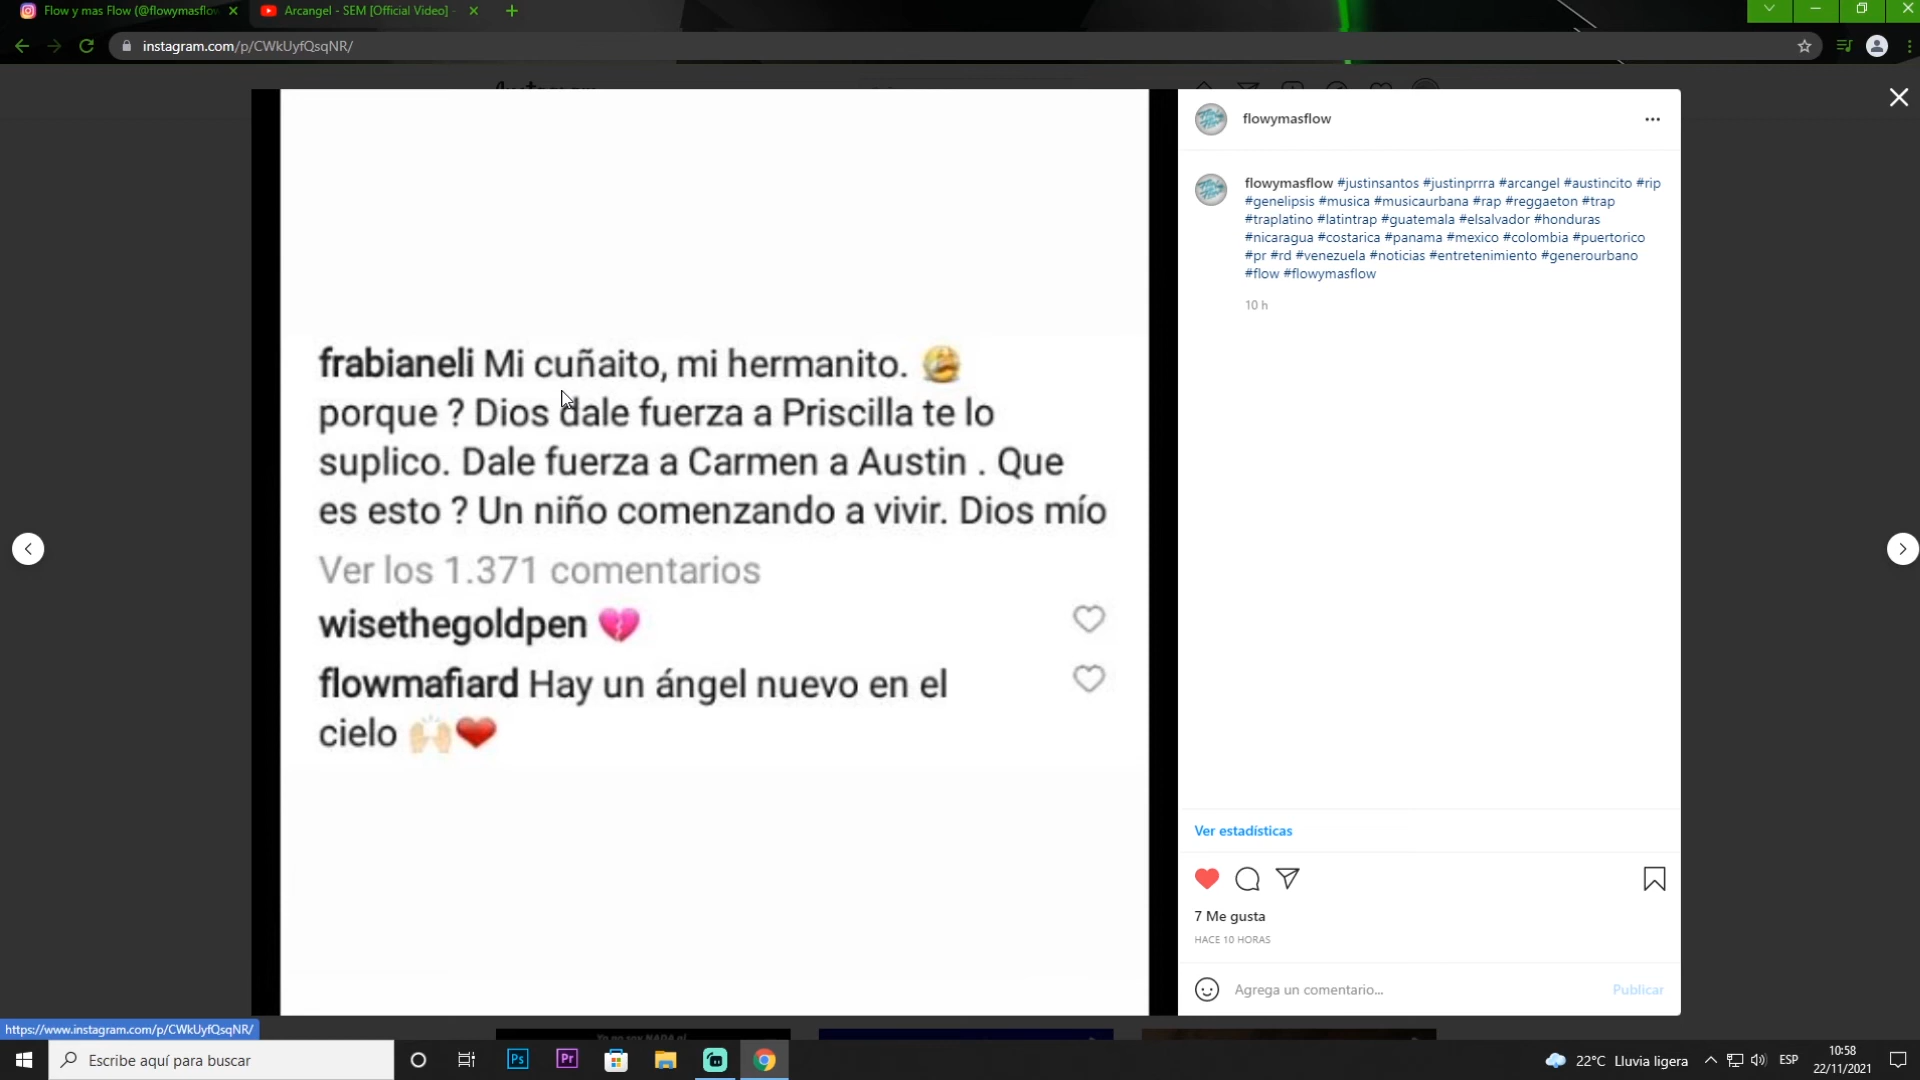 Flow y mas Flow (@flowymasflow
Arcangel - SEM [Official Video] -
instagram.com/p/CWkUyfQsqNR/
flowymasflow
flowymasflow #justinsantos #justinprrra #arcangel #austincito #rip
#genelipsis #musica #musicaurbana #rap #reggaeton #trap
#traplatino #latintrap #guatemala #elsalvador #honduras
#nicaragua #costarica #panama #mexico #colombia #puertorico
#pr #rd #venezuela #noticias #entretenimiento #generourbano
#flow #flowymasflow
10 h
frabianeli Mi cuñaito, mi hermanito. 😭
porque ? Dios dale fuerza a Priscilla te lo
suplico. Dale fuerza a Carmen a Austin . Que
es esto ? Un niño comenzando a vivir. Dios mío
Ver los 1.371 comentarios
wisethegoldpen 💔
flowmafiard Hay un ángel nuevo en el
cielo 🙌🏻❤️
Ver estadísticas
7 Me gusta
HACE 10 HORAS
Agrega un comentario...
Publicar
https://www.instagram.com/p/CWkUyfQsqNR/
Escribe aquí para buscar
Ps
Pr
22°C Lluvia ligera
ESP
10:58
22/11/2021